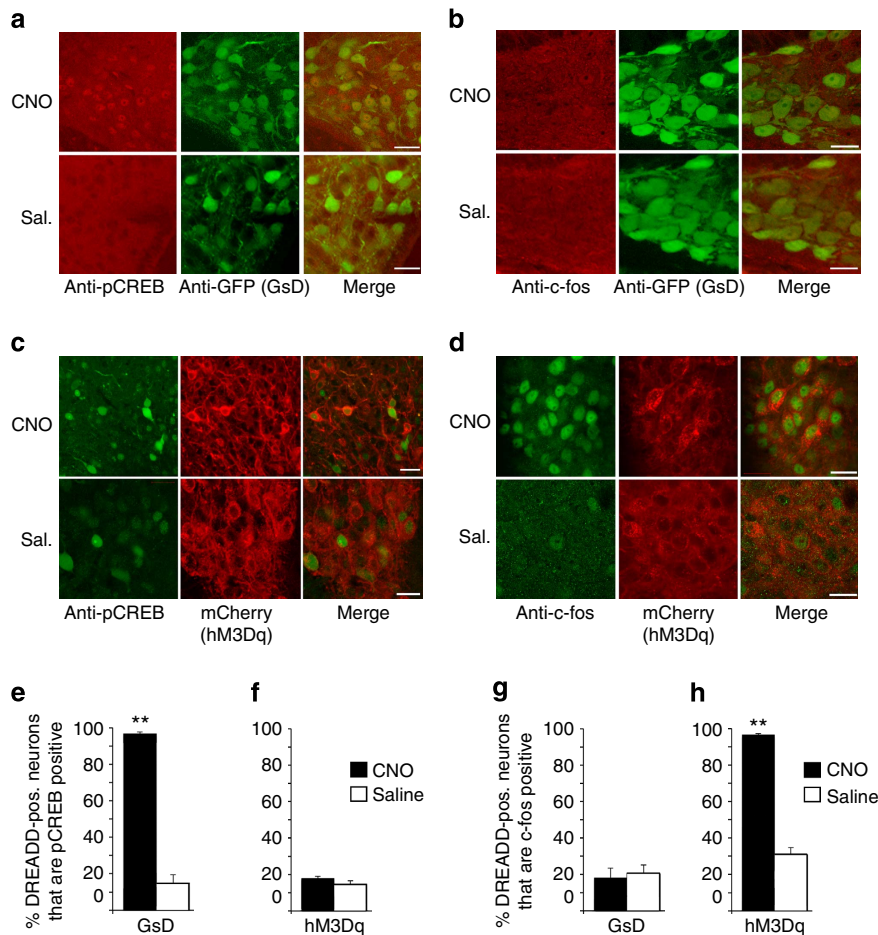 a
CNO
Sal.
Anti-pCREB Anti-GFP (GsD) Merge
b
CNO
Sal.
Anti-c-fos Anti-GFP (GsD) Merge
c
CNO
Sal.
Anti-pCREB mCherry Merge
(hM3Dq)
d
CNO
Sal.
Anti-c-fos mCherry Merge
(hM3Dq)
e
% DREADD-pos. neurons
that are pCREB positive
100
80
60
40
20
0
**
GsD
f
100
80
60
40
20
0
CNO
Saline
hM3Dq
g
% DREADD-pos. neurons
that are c-fos positive
100
80
60
40
20
0
GsD
h
100
80
60
40
20
0
**
CNO
Saline
hM3Dq